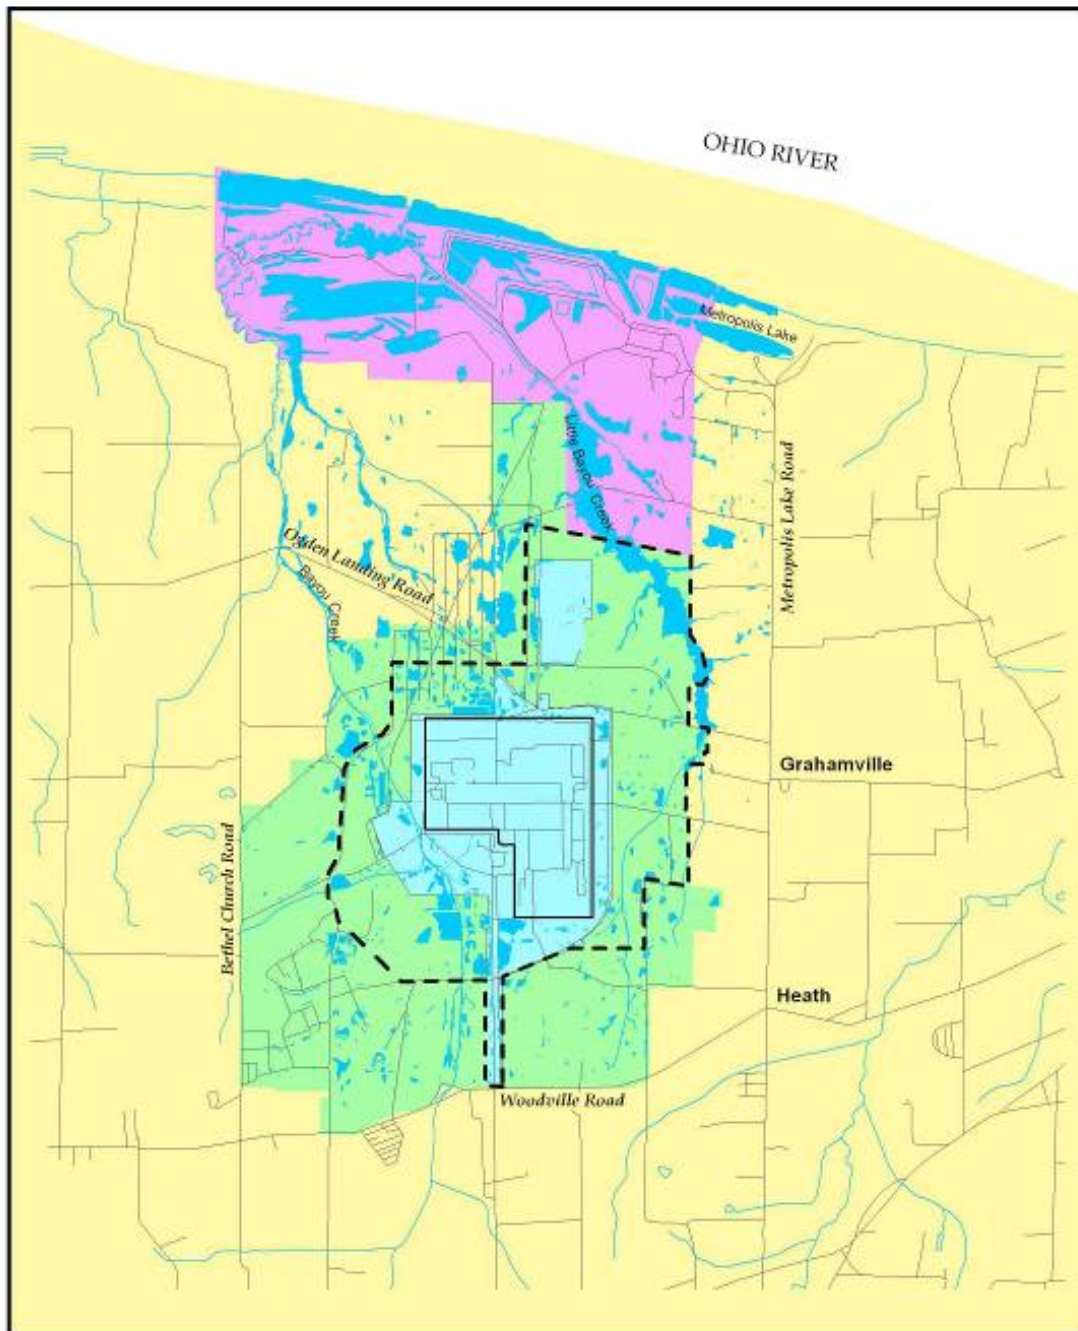 OHIO RIVER
Metropolis Lake
Little Bayou Creek
Metropolis Lake Road
Ogden Landing Road
Bayou Creek
Grahamville
Bethel Church Road
Heath
Woodville Road